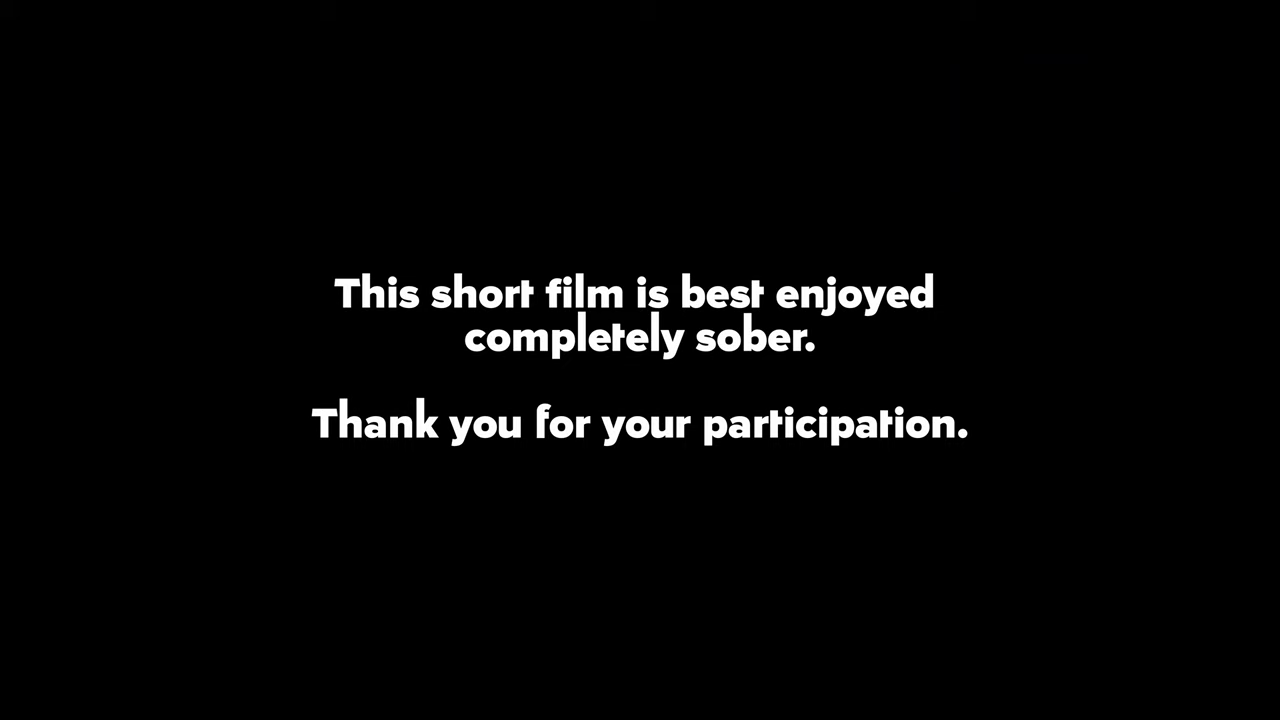 This short film is best enjoyed
completely sober.
Thank you for your participation.